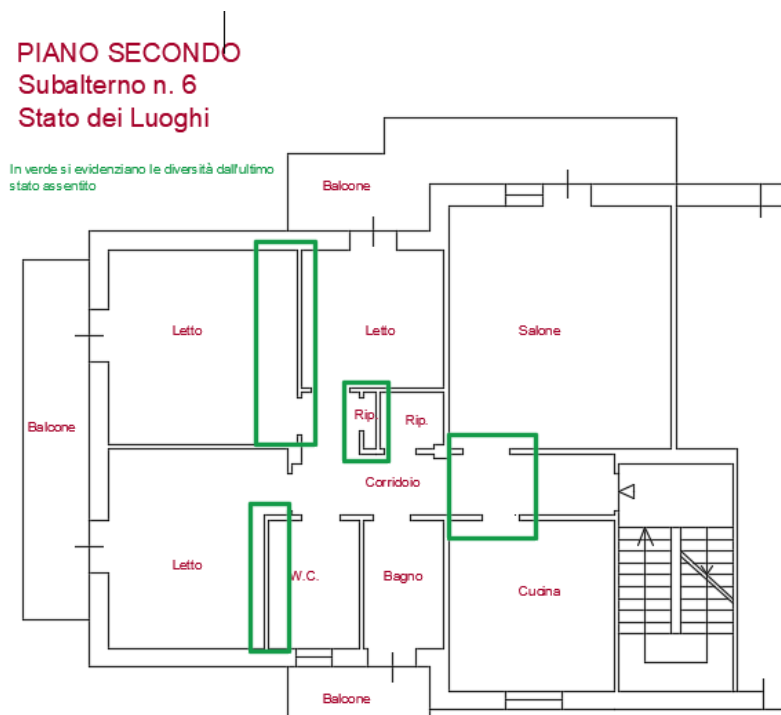 PIANO SECONDO
Subalterno n. 6
Stato dei Luoghi
In verde si evidenziano le diversità dall'ultimo
stato assentito
Balcone
Letto
Letto
Salone
Balcone
Rip.
Rip.
Corridoio
Letto
W.C.
Bagno
Cucina
Balcone